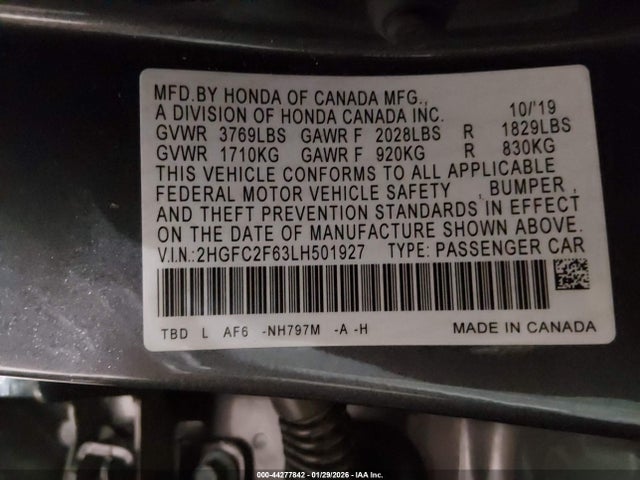 MFD.BY HONDA OF CANADA MFG.,
A DIVISION OF HONDA CANADA INC. 10/'19
GVWR 3769LBS GAWR F 2028LBS R 1829LBS
GVWR 1710KG GAWR F 920KG R 830KG
THIS VEHICLE CONFORMS TO ALL APPLICABLE
FEDERAL MOTOR VEHICLE SAFETY , BUMPER ,
AND THEFT PREVENTION STANDARDS IN EFFECT
ON THE DATE OF MANUFACTURE SHOWN ABOVE.
V.I.N.:2HGFC2F63LH501927 TYPE: PASSENGER CAR
TBD L AF6 -NH797M -A -H MADE IN CANADA
000-44277842 - 01/29/2026 - IAA Inc.